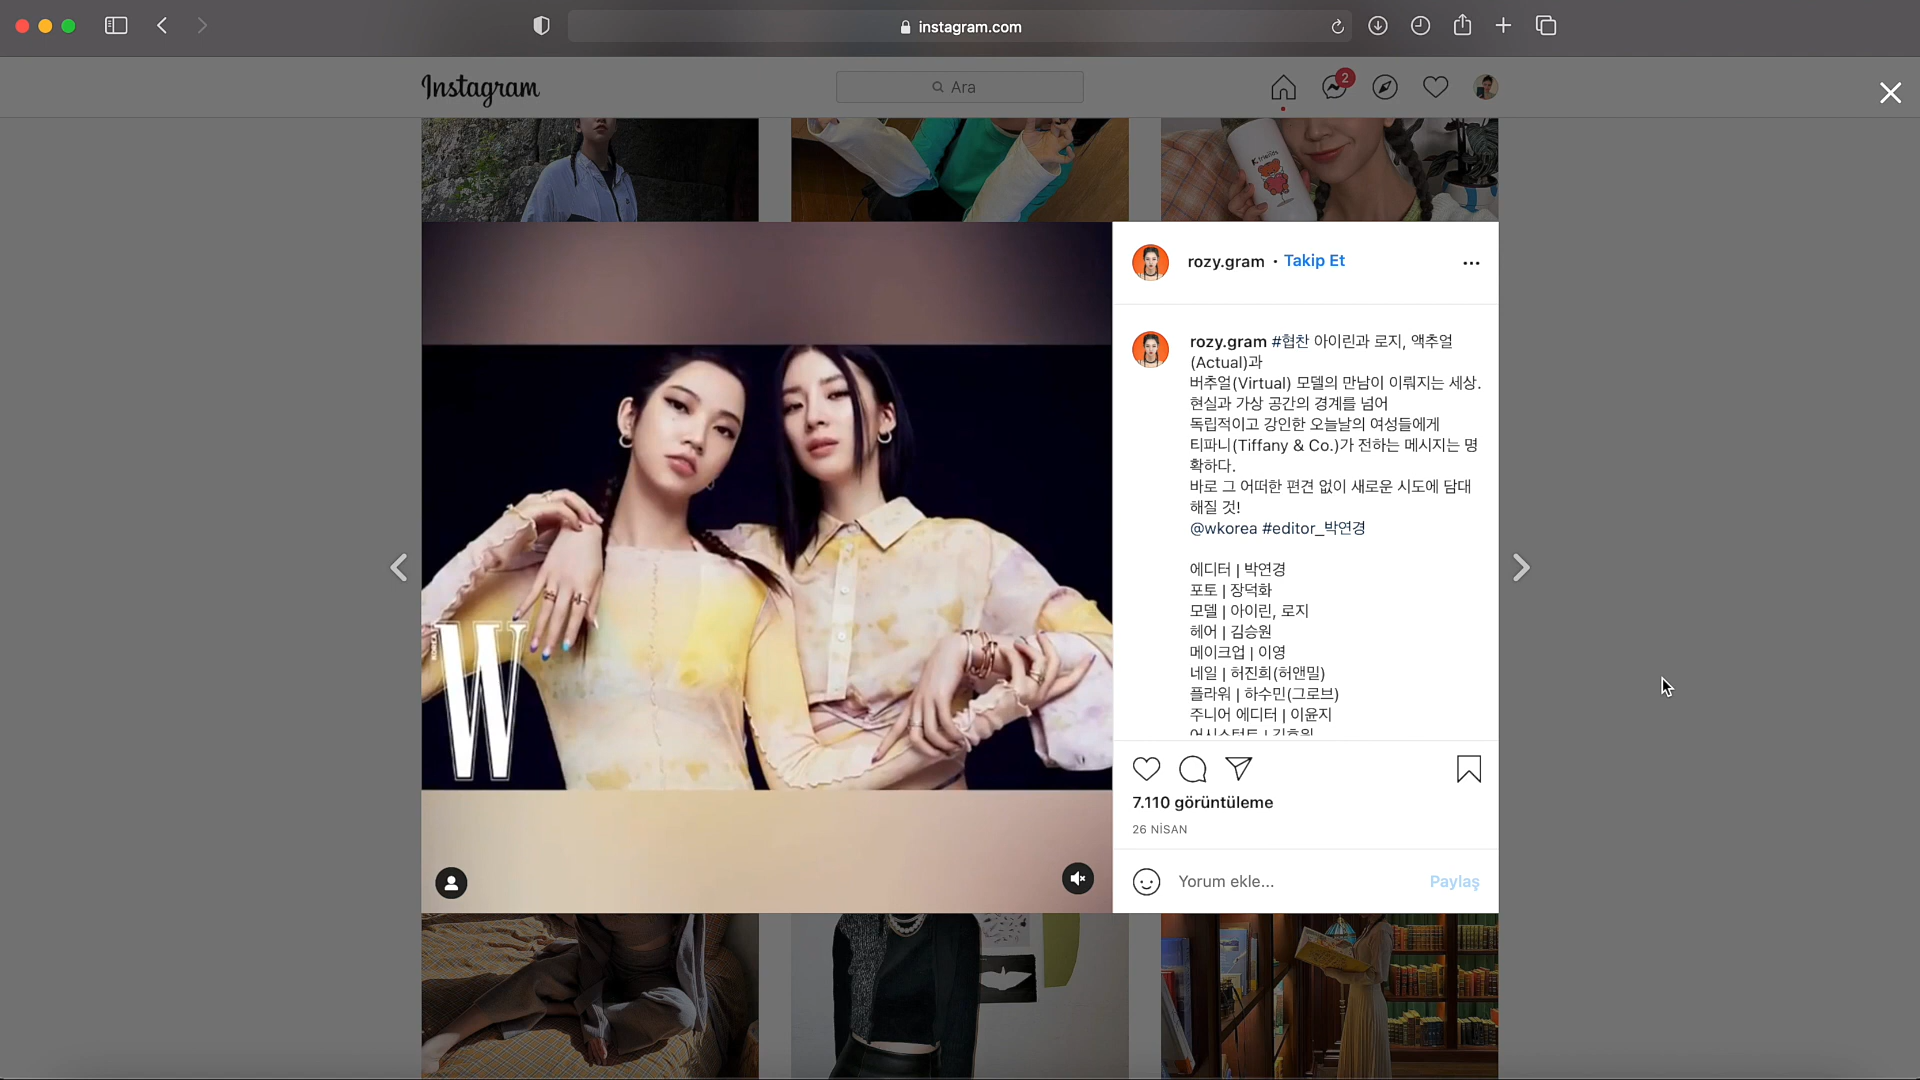 instagram.com
Instagram
Ara
2
rozy.gram • Takip Et
rozy.gram #협찬 아이린과 로지, 액추얼
(Actual)과
버추얼(Virtual) 모델의 만남이 이뤄지는 세상.
현실과 가상 공간의 경계를 넘어
독립적이고 강인한 오늘날의 여성들에게
티파니(Tiffany & Co.)가 전하는 메시지는 명
확하다.
바로 그 어떠한 편견 없이 새로운 시도에 담대
해질 것!
@wkorea #editor_박연경
에디터 | 박연경
포토 | 장덕화
모델 | 아이린, 로지
헤어 | 김승원
메이크업 | 이영
네일 | 허진희(허앤밀)
플라워 | 하수민(그로브)
주니어 에디터 | 이윤지
W
7.110 görüntüleme
26 NİSAN
Yorum ekle...
Paylaş